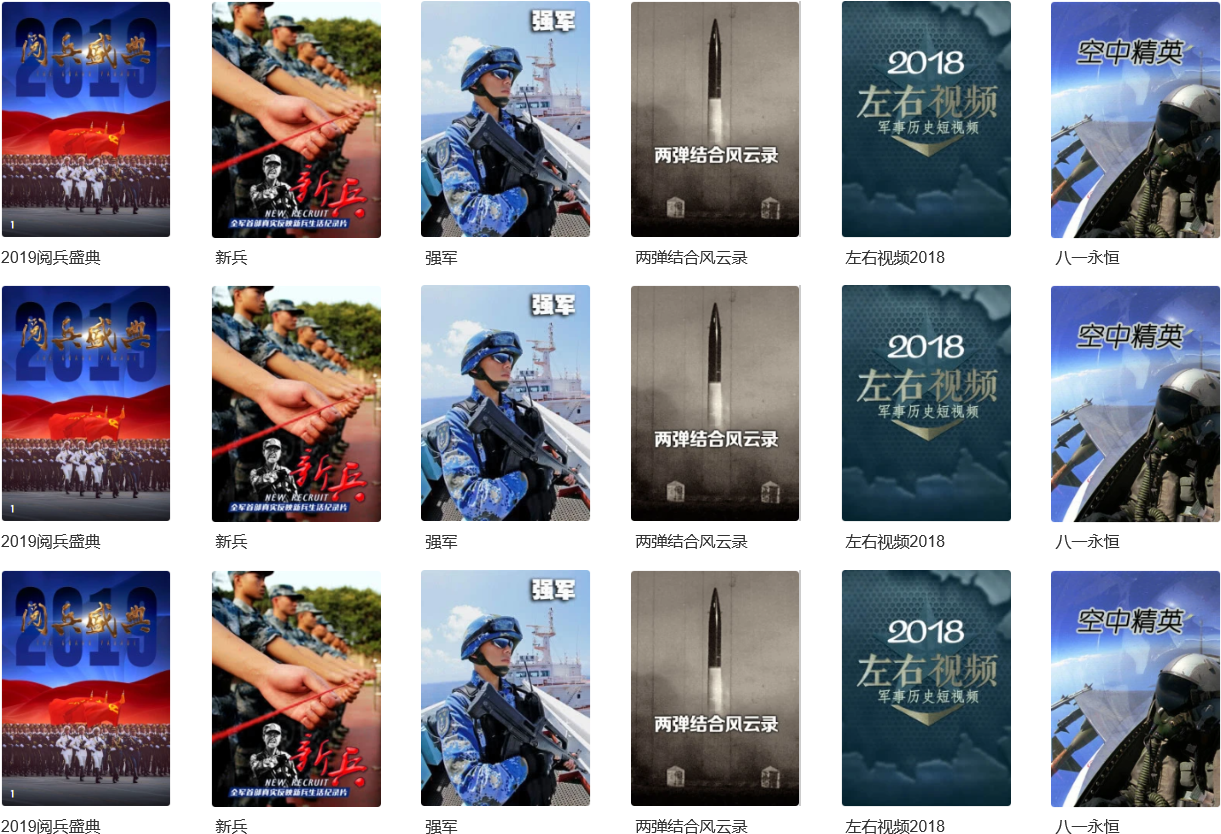 2019
阅兵盛典
1
新兵
NEW RECRUIT
全军首部真实反映新兵生活纪录片
强军
两弹结合风云录
2018
左右视频
军事历史短视频
空中精英
2019阅兵盛典
新兵
强军
两弹结合风云录
左右视频2018
八一永恒
2019
阅兵盛典
1
新兵
NEW RECRUIT
全军首部真实反映新兵生活纪录片
强军
两弹结合风云录
2018
左右视频
军事历史短视频
空中精英
2019阅兵盛典
新兵
强军
两弹结合风云录
左右视频2018
八一永恒
2019
阅兵盛典
1
新兵
NEW RECRUIT
全军首部真实反映新兵生活纪录片
强军
两弹结合风云录
2018
左右视频
军事历史短视频
空中精英
2019阅兵盛典
新兵
强军
两弹结合风云录
左右视频2018
八一永恒